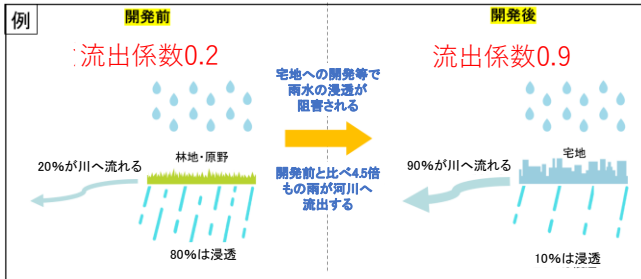 例
開発前
流出係数0.2
林地・原野
20%が川へ流れる
80%は浸透
宅地への開発等で
雨水の浸透が
阻害される
開発前と比べ4.5倍
もの雨が河川へ
流出する
開発後
流出係数0.9
宅地
90%が川へ流れる
10%は浸透